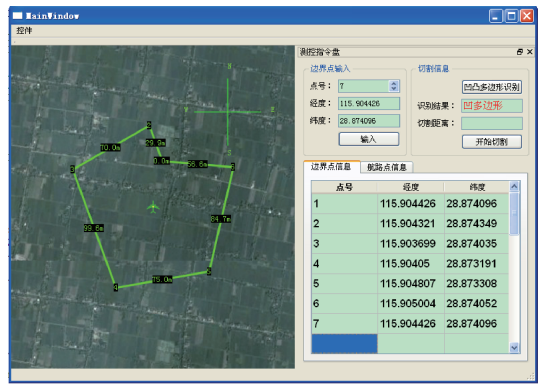 MainWindow
控件
测控指令盘
边界点输入
点号： 7
经度： 115.904426
纬度： 28.874096
输入
切割信息
凹凸多边形识别
识别结果： 凹多边形
切割距离：
开始切割
边界点信息 航路点信息
点号 经度 纬度
1 115.904426 28.874096
2 115.904321 28.874349
3 115.903699 28.874035
4 115.90405 28.873191
5 115.904807 28.873308
6 115.905004 28.874052
7 115.904426 28.874096
2
29.9m
70.0m
0.0m
56.6m
3
64.7m
99.6m
75.0m
4